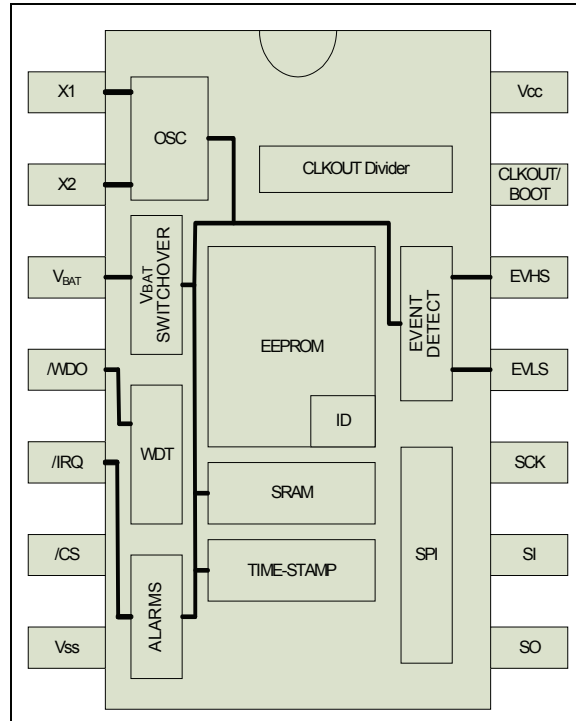 X1
X2
VBAT
/WDO
/IRQ
/CS
Vss
OSC
VBAT
SWITCHOVER
WDT
ALARMS
CLKOUT Divider
EEPROM
ID
SRAM
TIME-STAMP
EVENT
DETECT
SPI
Vcc
CLKOUT/
BOOT
EVHS
EVLS
SCK
SI
SO